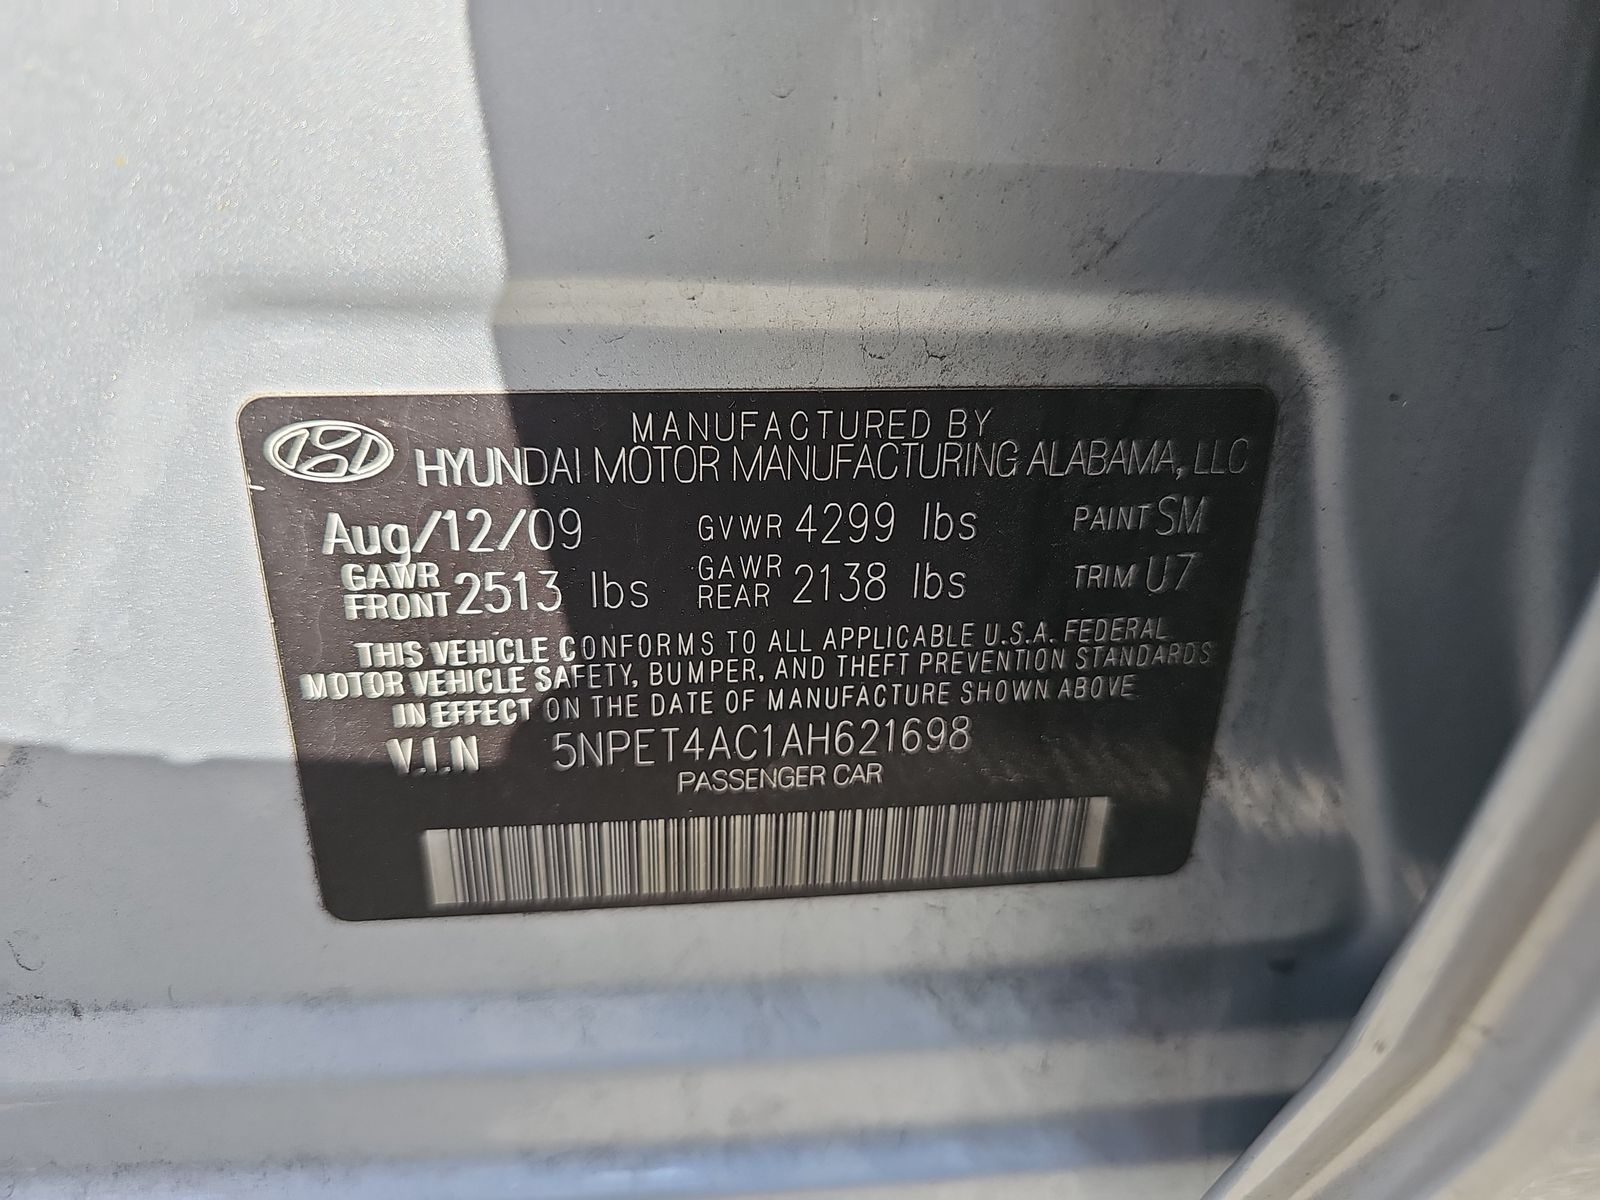 MANUFACTURED BY
HYUNDAI MOTOR MANUFACTURING ALABAMA, LLC
Aug/12/09 GVWR 4299 lbs PAINT SM
GAWR FRONT 2513 lbs GAWR REAR 2138 lbs TRIM U7
THIS VEHICLE CONFORMS TO ALL APPLICABLE U.S.A. FEDERAL
MOTOR VEHICLE SAFETY, BUMPER, AND THEFT PREVENTION STANDARDS
IN EFFECT ON THE DATE OF MANUFACTURE SHOWN ABOVE
V.I.N 5NPET4AC1AH621698
PASSENGER CAR